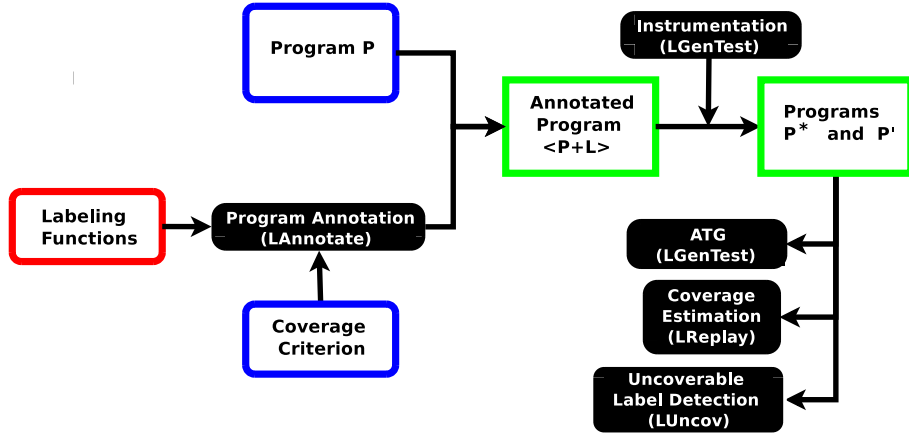 Program P
Instrumentation
(LGenTest)
Annotated
Program
<P+L>
Programs
P* and P'
Labeling
Functions
Program Annotation
(LAnnotate)
Coverage
Criterion
ATG
(LGenTest)
Coverage
Estimation
(LReplay)
Uncoverable
Label Detection
(LUncov)